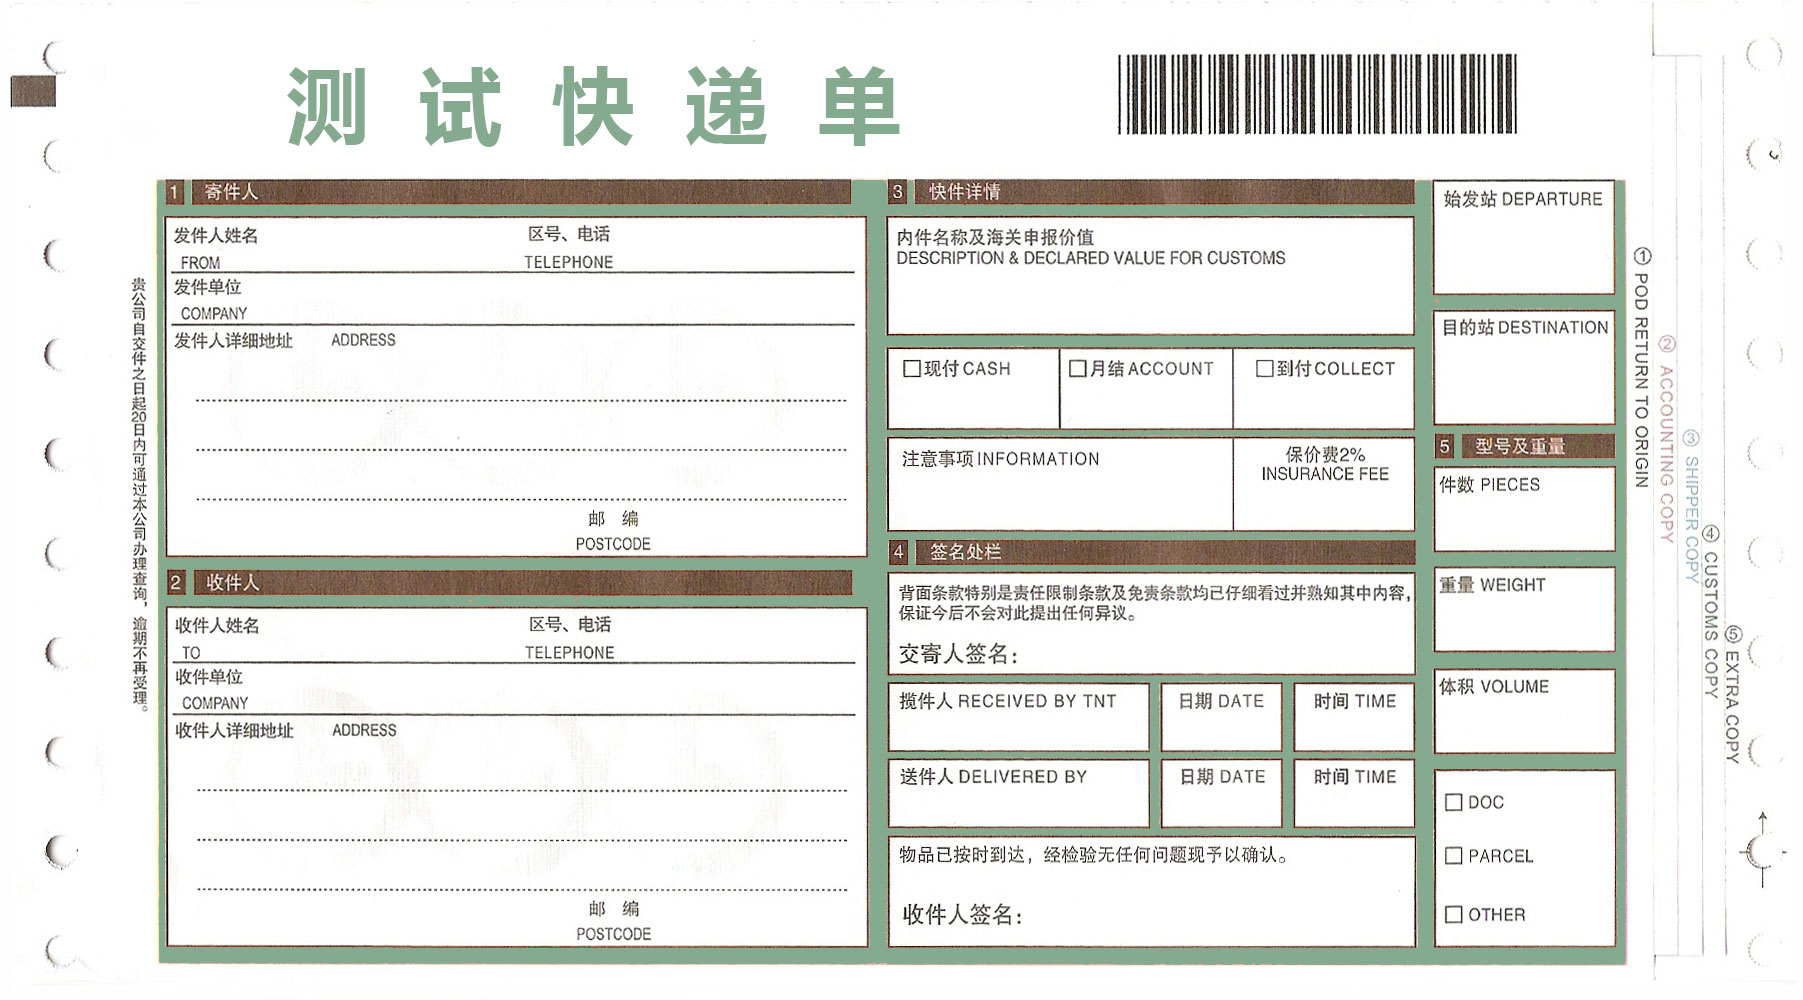 测试快递单
1 寄件人
发件人姓名 区号、电话
FROM TELEPHONE
发件单位
COMPANY
发件人详细地址 ADDRESS
邮 编
POSTCODE
2 收件人
收件人姓名 区号、电话
TO TELEPHONE
收件单位
COMPANY
收件人详细地址 ADDRESS
邮 编
POSTCODE
3 快件详情
内件名称及海关申报价值
DESCRIPTION & DECLARED VALUE FOR CUSTOMS
现付 CASH 月结 ACCOUNT 到付 COLLECT
注意事项 INFORMATION
保价费2%
INSURANCE FEE
4 签名处栏
背面条款特别是责任限制条款及免责条款均已仔细看过并熟知其中内容，
保证今后不会对此提出任何异议。
交寄人签名：
揽件人 RECEIVED BY TNT 日期 DATE 时间 TIME
送件人 DELIVERED BY 日期 DATE 时间 TIME
物品已按时到达，经检验无任何问题现予以确认。
收件人签名：
始发站 DEPARTURE
目的站 DESTINATION
5 型号及重量
件数 PIECES
重量 WEIGHT
体积 VOLUME
DOC
PARCEL
OTHER
贵公司自交件之日起20日内可通过本公司办理查询，逾期不再受理。
① POD RETURN TO ORIGIN
② ACCOUNTING COPY
③ SHIPPER COPY
④ CUSTOMS COPY
⑤ EXTRA COPY